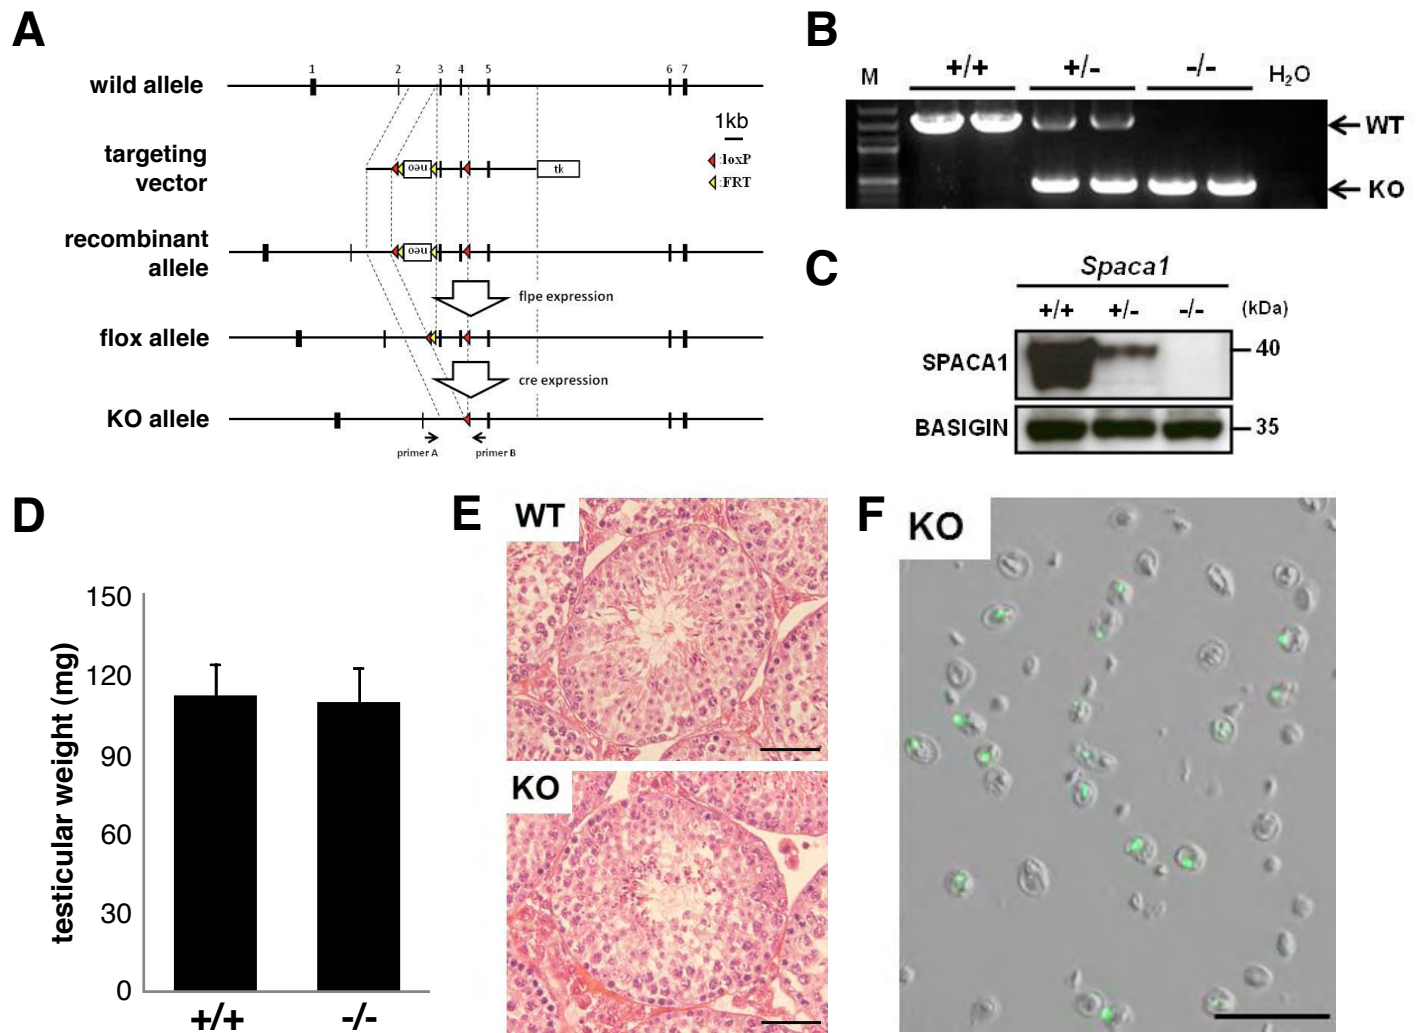 A
1 2 3 4 5 6 7
wild allele
1kb
targeting
vector
neo
tk
:loxP
:FRT
recombinant
allele
neo
flpe expression
flox allele
cre expression
KO allele
primer A
primer B
B
M
+/+
+/-
-/-
H₂O
WT
KO
C
Spaca1
+/+
+/-
-/-
(kDa)
SPACA1
40
BASIGIN
35
D
testicular weight (mg)
150
120
90
60
30
0
+/+
-/-
E
WT
KO
F
KO